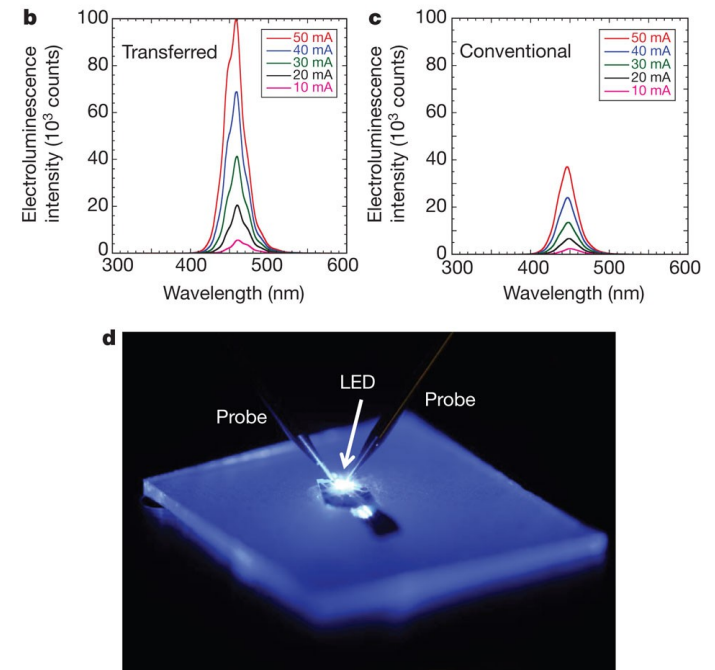 b
100
80
60
40
20
0
Electroluminescence
intensity (10³ counts)
Transferred
50 mA
40 mA
30 mA
20 mA
10 mA
300
400
500
600
Wavelength (nm)
c
100
80
60
40
20
0
Electroluminescence
intensity (10³ counts)
Conventional
50 mA
40 mA
30 mA
20 mA
10 mA
300
400
500
600
Wavelength (nm)
d
LED
Probe
Probe